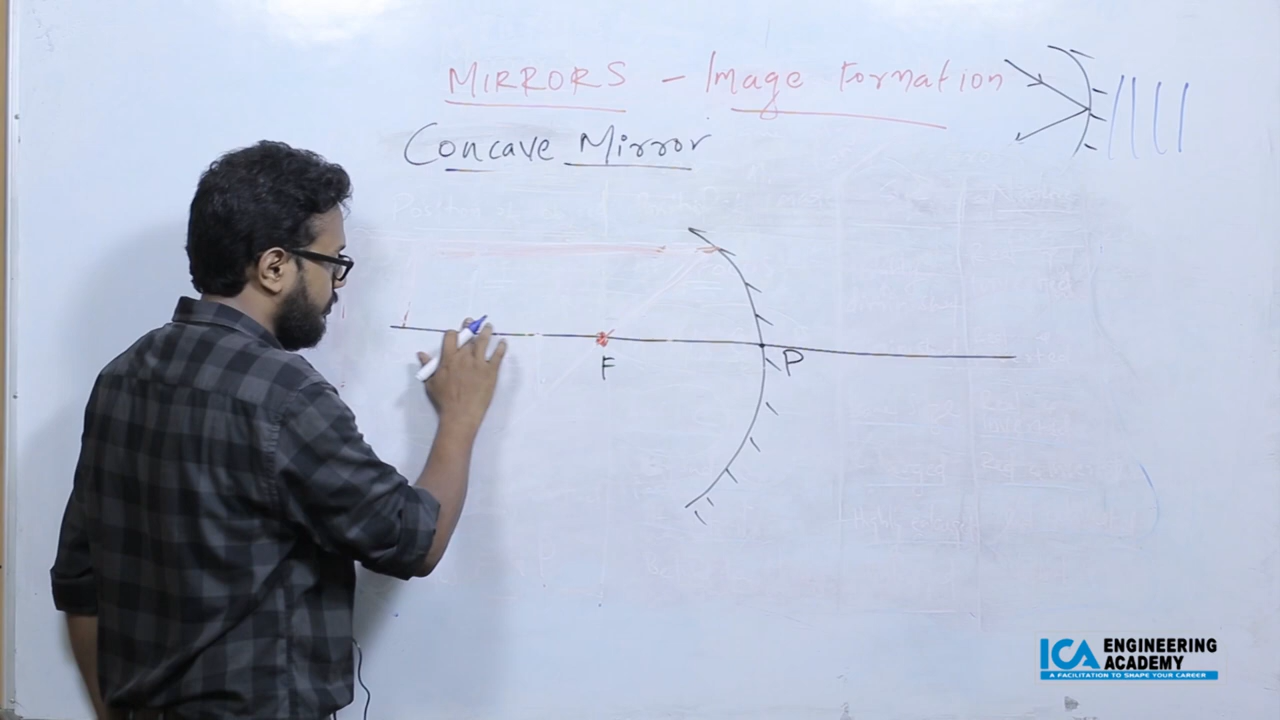 MIRRORS - Image Formation
Concave Mirror
F
P
ICA ENGINEERING ACADEMY
A FACILITATION TO SHAPE YOUR CAREER